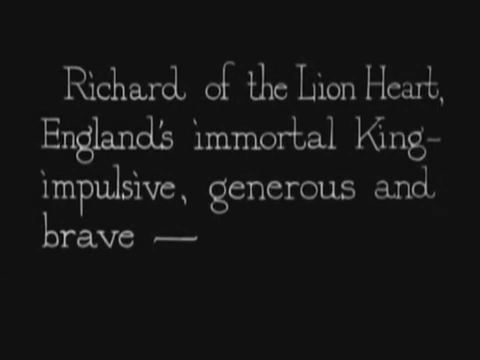 Richard of the Lion Heart,
England's immortal King-
impulsive, generous and
brave —